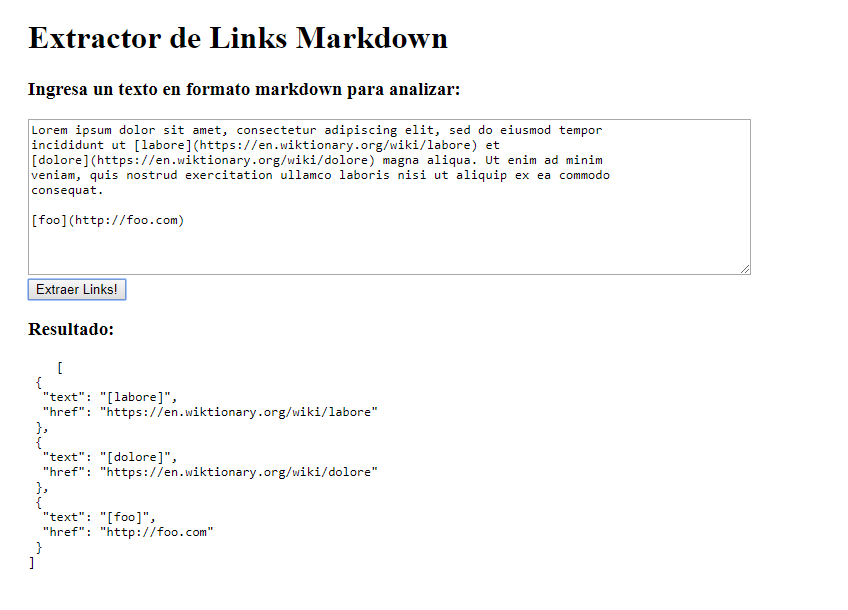 Extractor de Links Markdown
Ingresa un texto en formato markdown para analizar:
Lorem ipsum dolor sit amet, consectetur adipiscing elit, sed do eiusmod tempor
incididunt ut [labore](https://en.wiktionary.org/wiki/labore) et
[dolore](https://en.wiktionary.org/wiki/dolore) magna aliqua. Ut enim ad minim
veniam, quis nostrud exercitation ullamco laboris nisi ut aliquip ex ea commodo
consequat.

[foo](http://foo.com)
Extraer Links!
Resultado:
    [
 {
  "text": "[labore]",
  "href": "https://en.wiktionary.org/wiki/labore"
 },
 {
  "text": "[dolore]",
  "href": "https://en.wiktionary.org/wiki/dolore"
 },
 {
  "text": "[foo]",
  "href": "http://foo.com"
 }
]